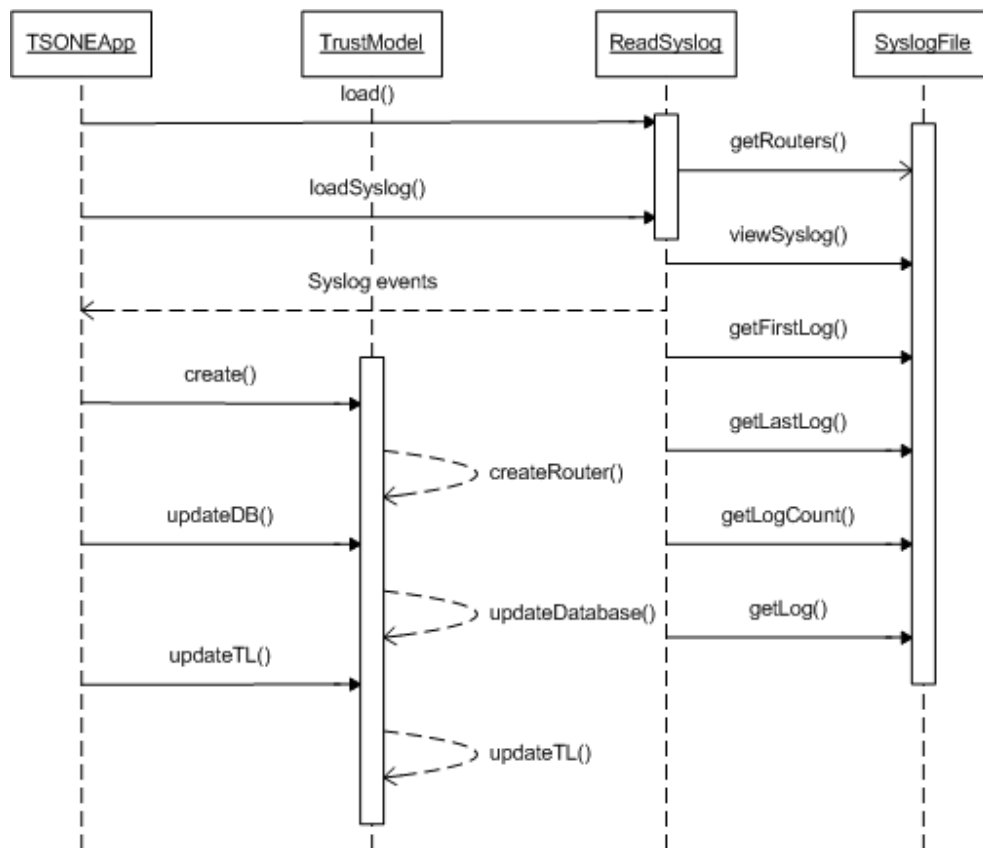 TSONEApp
TrustModel
ReadSyslog
SyslogFile
load()
getRouters()
loadSyslog()
viewSyslog()
Syslog events
getFirstLog()
create()
getLastLog()
createRouter()
updateDB()
getLogCount()
updateDatabase()
getLog()
updateTL()
updateTL()